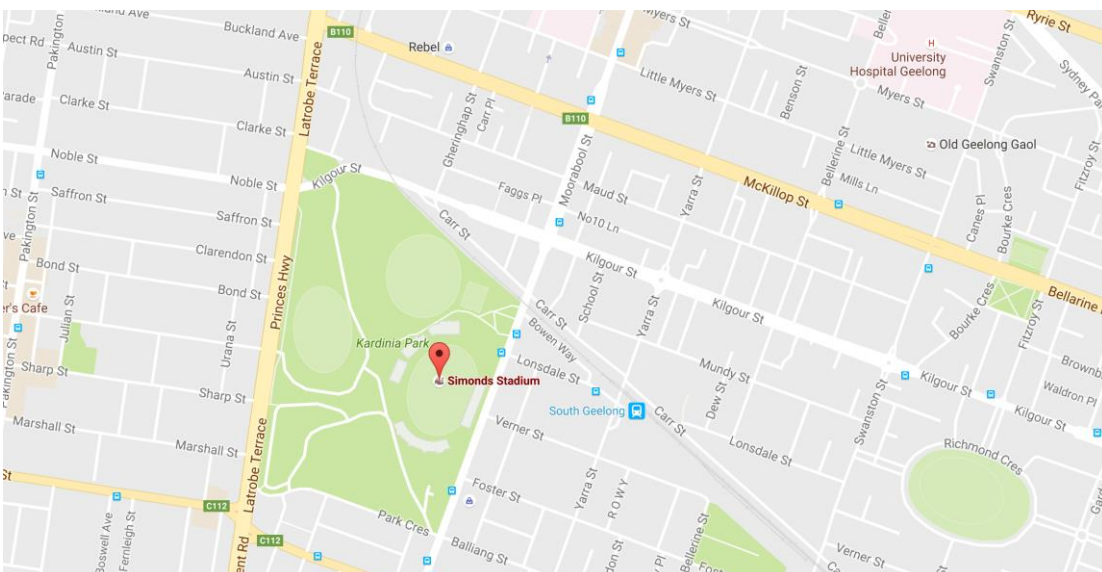 Pakington
Buckland Ave
Latrobe Terrace
B110
Rebel
Myers St
Ryrie St
H
University
Hospital Geelong
Swanston St
Austin St
Austin St
Little Myers St
Benson St
Myers St
Clarke St
Clarke St
Gheringhap St
Carr Pl
B110
Moorabool St
Bellerine St
Little Myers St
Old Geelong Gaol
Fitzroy St
Noble St
Noble St
Kilgour St
Faggs Pl
Maud St
Yarra St
McKillop St
Mills Ln
Canes Pl
Bourke Cres
Saffron St
Saffron St
Pakington St
Carr St
No10 Ln
Kilgour St
Clarendon St
Bond St
Bond St
Princes Hwy
School St
Yarra St
Kilgour St
Bourke Cres
Fitzroy St
Bellarine
Julian St
Urana St
Kardinia Park
Carr St
Bowen Way
Simonds Stadium
Lonsdale St
Mundy St
Dew St
Swanston St
Kilgour St
Waldron Pl
Kilgour St
Sharp St
Sharp St
Pakington St
South Geelong
Carr St
Lonsdale St
Richmond Cres
Marshall St
Marshall St
Latrobe Terrace
Verner St
Foster St
Yarra St
ROWY
C112
C112
Park Cres
Balliang St
Boswell Ave
Fernleigh St
Bellerine St
Verner St